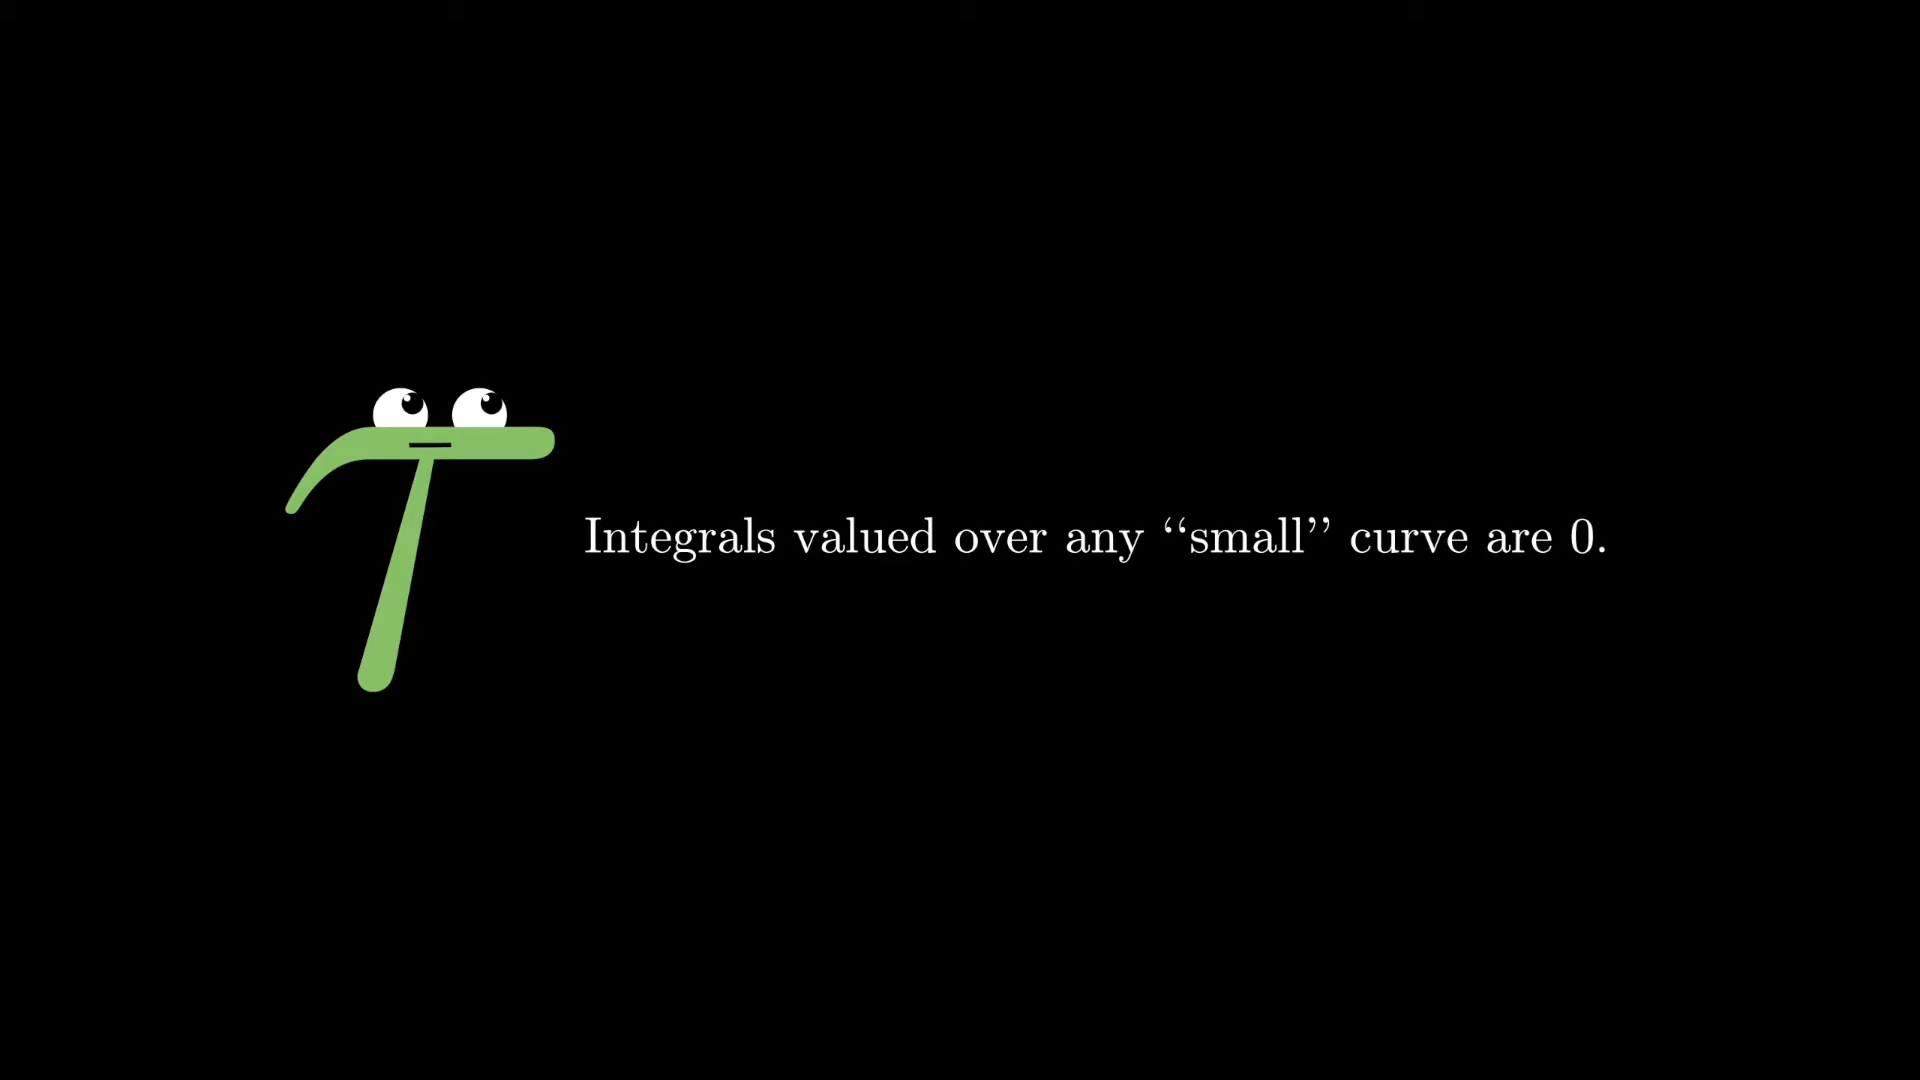 Integrals valued over any “small” curve are 0.